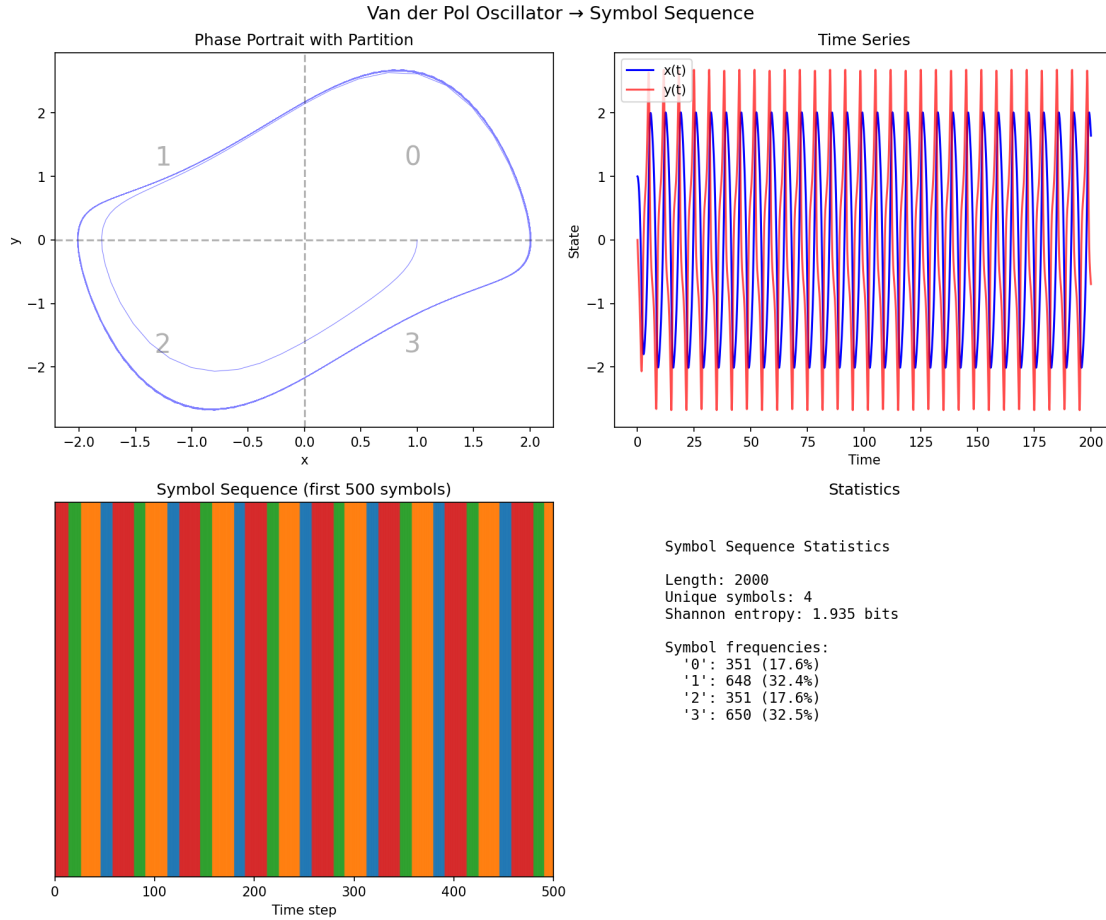 Van der Pol Oscillator → Symbol Sequence
Phase Portrait with Partition
2
1
0
−1
−2
y
1
0
2
3
−2.0 −1.5 −1.0 −0.5 0.0 0.5 1.0 1.5 2.0
x
Time Series
x(t)
y(t)
2
1
0
−1
−2
State
0 25 50 75 100 125 150 175 200
Time
Symbol Sequence (first 500 symbols)
0 100 200 300 400 500
Time step
Statistics
Symbol Sequence Statistics
Length: 2000
Unique symbols: 4
Shannon entropy: 1.935 bits
Symbol frequencies:
'0': 351 (17.6%)
'1': 648 (32.4%)
'2': 351 (17.6%)
'3': 650 (32.5%)